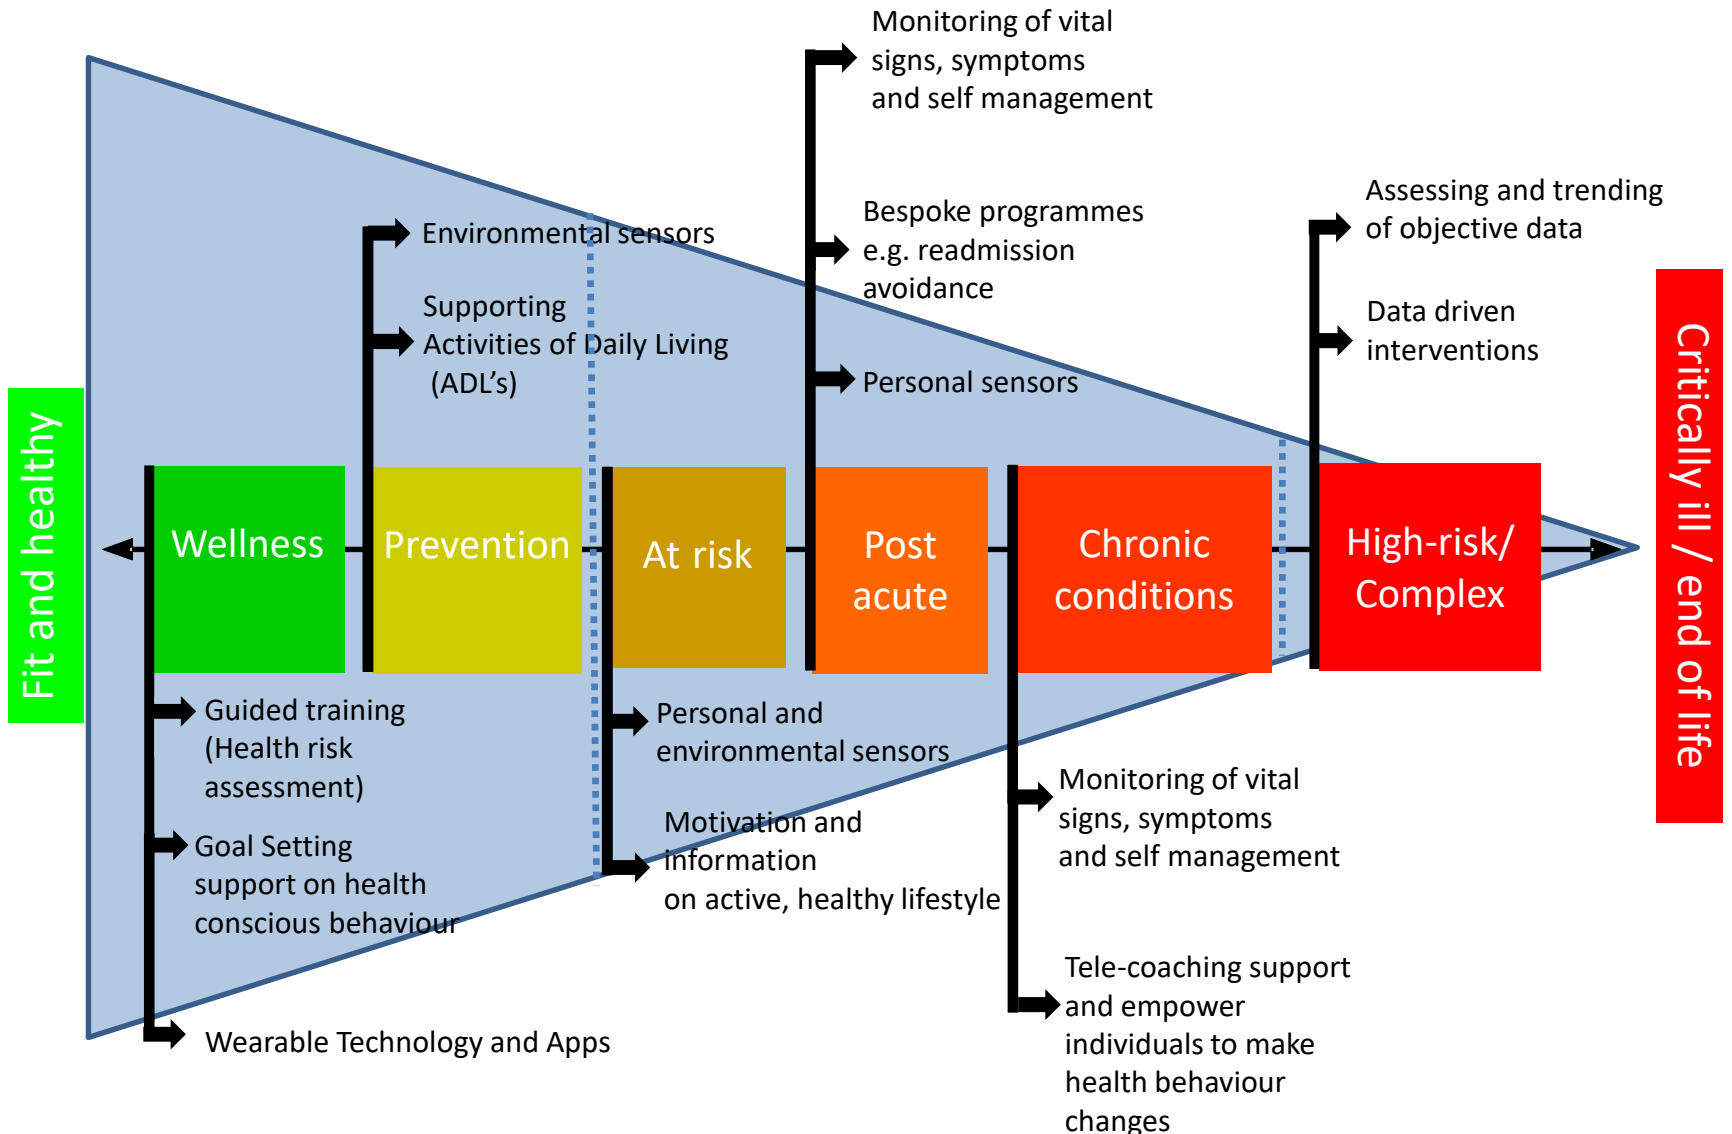 Monitoring of vital
signs, symptoms
and self management
Bespoke programmes
e.g. readmission
avoidance
Personal sensors
Environmental sensors
Supporting
Activities of Daily Living
(ADL's)
Assessing and trending
of objective data
Data driven
interventions
Fit and healthy
Wellness
Prevention
At risk
Post
acute
Chronic
conditions
High-risk/
Complex
Critically ill / end of life
Guided training
(Health risk
assessment)
Goal Setting
support on health
conscious behaviour
Wearable Technology and Apps
Personal and
environmental sensors
Motivation and
information
on active, healthy lifestyle
Monitoring of vital
signs, symptoms
and self management
Tele-coaching support
and empower
individuals to make
health behaviour
changes